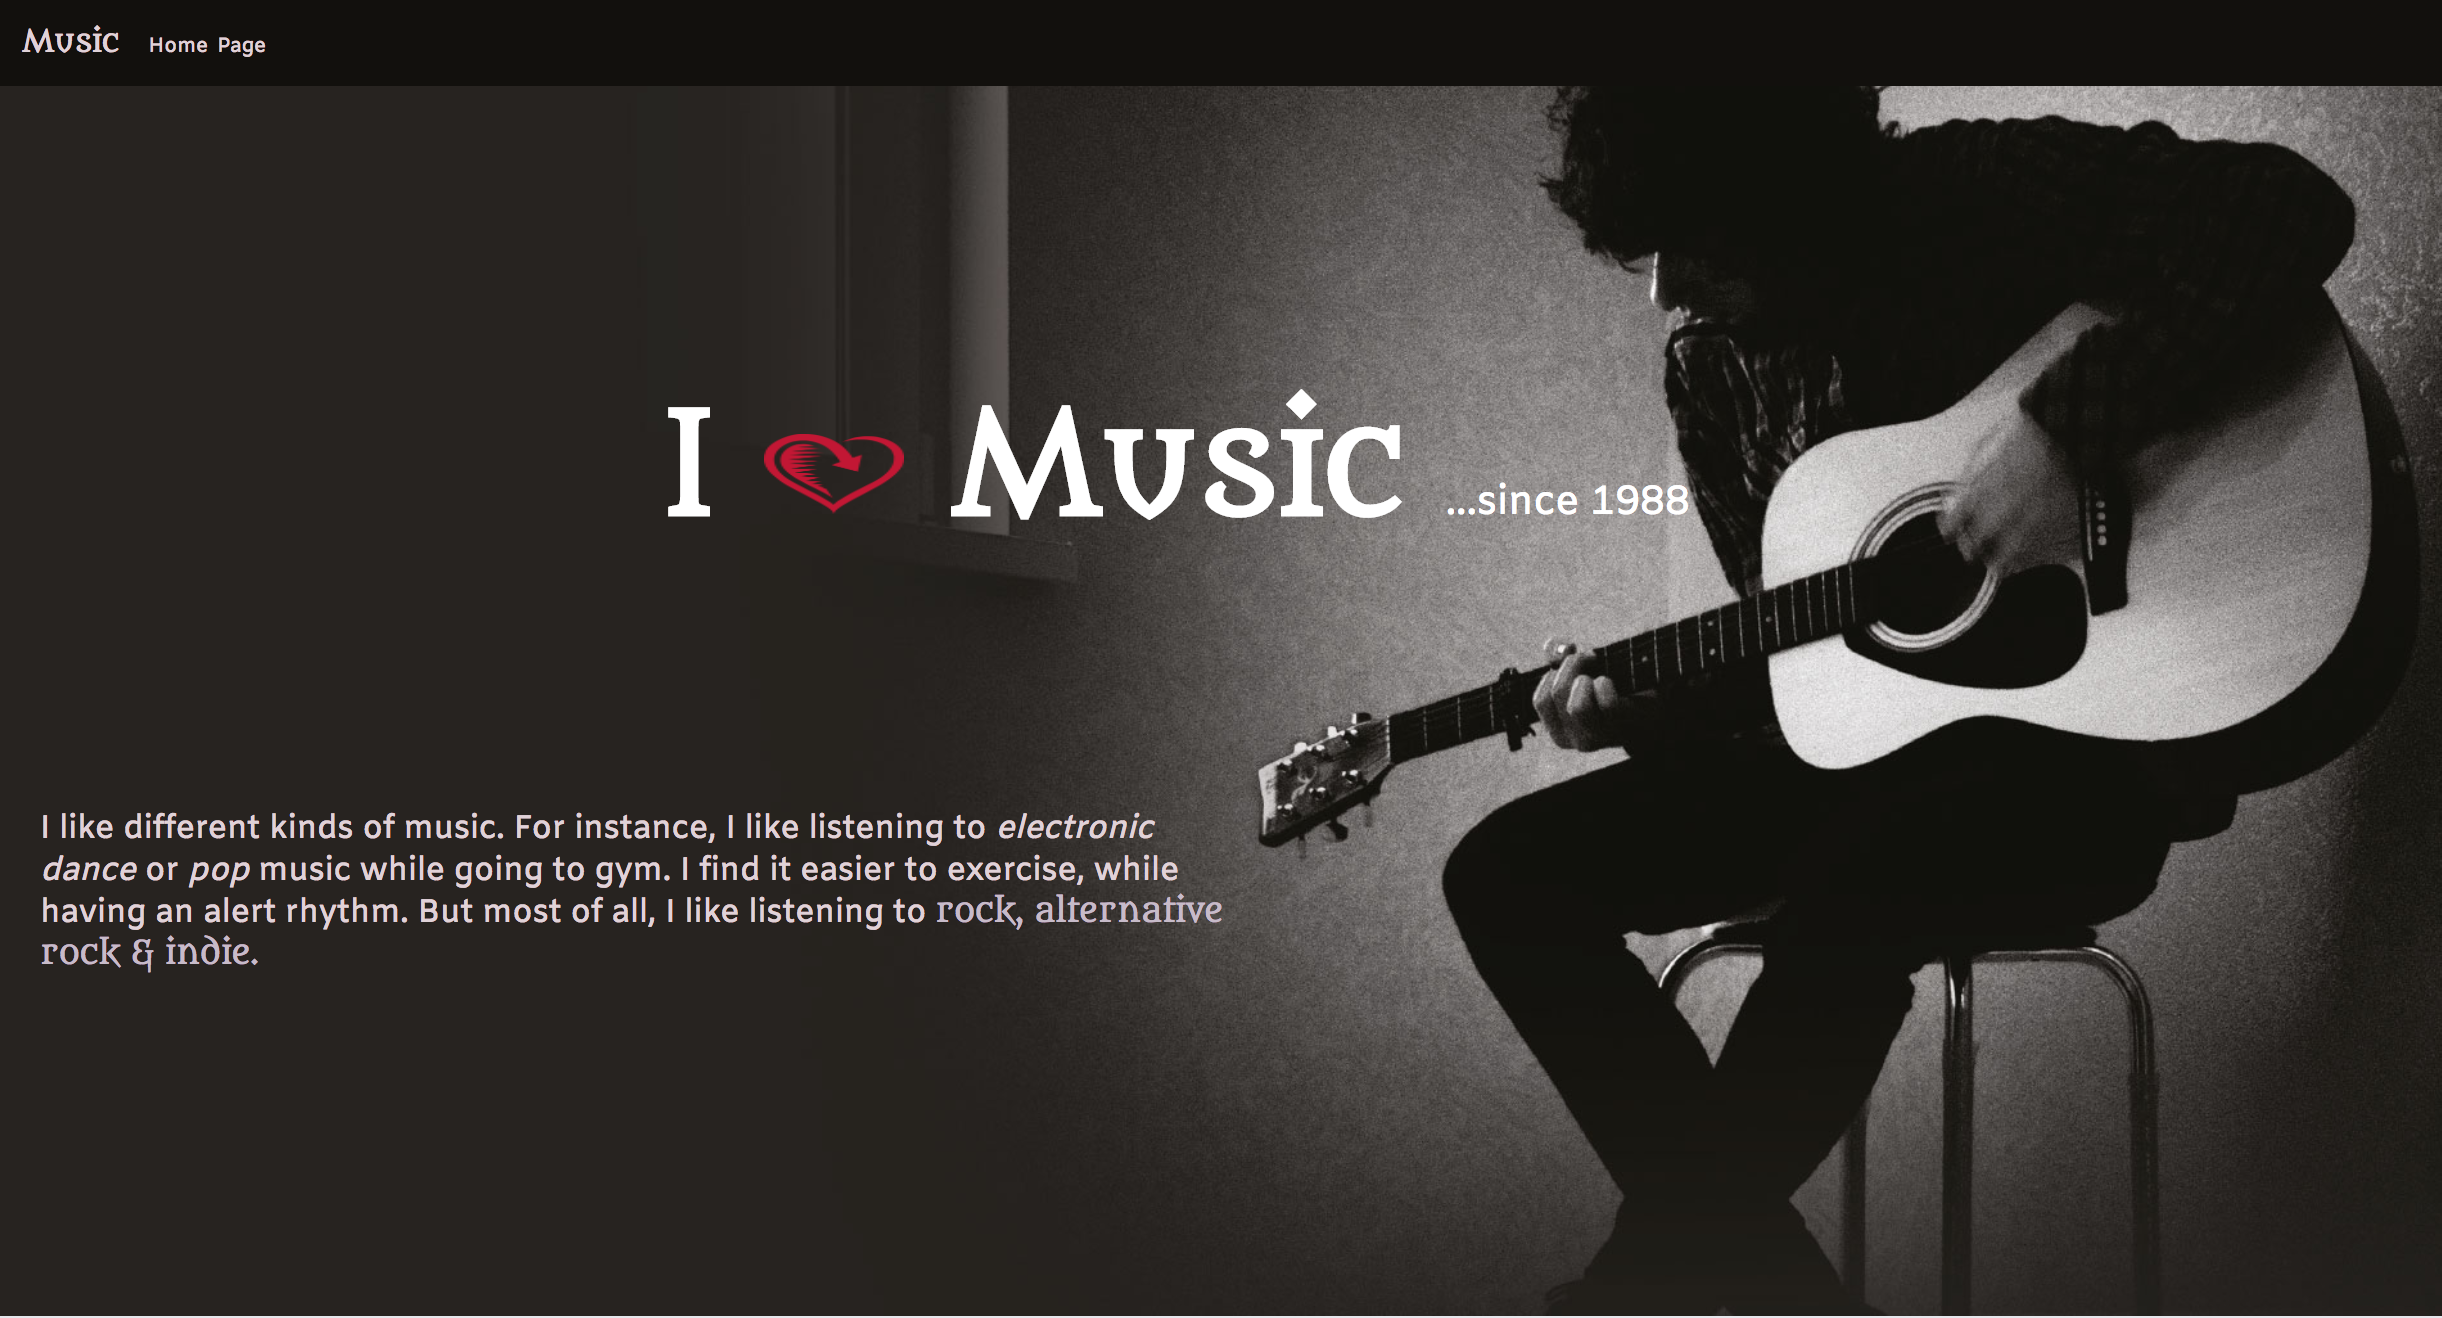 Music Home Page
I Music ...since 1988
I like different kinds of music. For instance, I like listening to electronic
dance or pop music while going to gym. I find it easier to exercise, while
having an alert rhythm. But most of all, I like listening to rock, alternative
rock & indie.